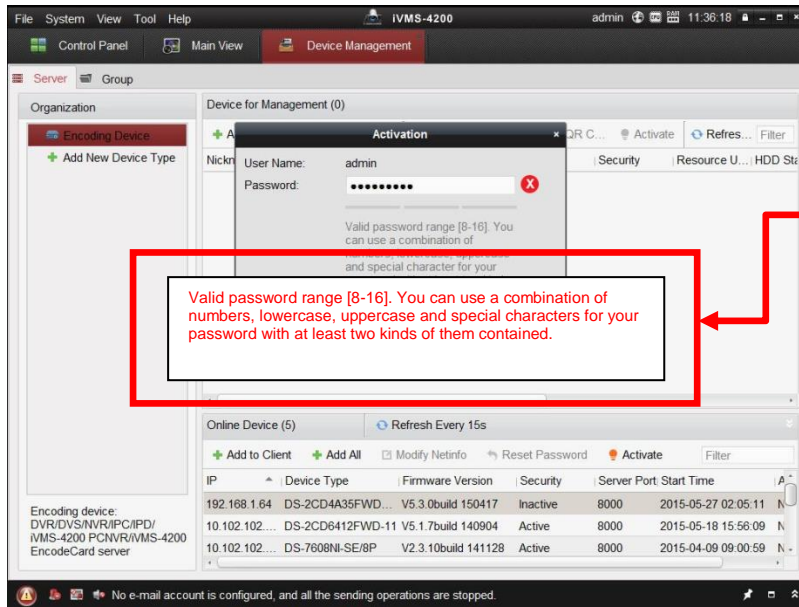 File System View Tool Help
iVMS-4200
admin
11:36:18
Control Panel
Main View
Device Management
Server
Group
Organization
Encoding Device
Add New Device Type
Encoding device:
DVR/DVS/NVR/IPC/IPD/
iVMS-4200 PCNVR/iVMS-4200
EncodeCard server
Device for Management (0)
Activate
Refres...
Filter
Security
Resource U...
HDD Sta
Activation
User Name:
admin
Password:
Valid password range [8-16]. You
can use a combination of
numbers, lowercase, uppercase
and special character for your
Valid password range [8-16]. You can use a combination of
numbers, lowercase, uppercase and special characters for your
password with at least two kinds of them contained.
Online Device (5)
Refresh Every 15s
Add to Client
Add All
Modify Netinfo
Reset Password
Activate
Filter
IP Device Type Firmware Version Security Server Port Start Time A
192.168.1.64 DS-2CD4A35FWD... V5.3.0build 150417 Inactive 8000 2015-05-27 02:05:11 N
10.102.102.... DS-2CD6412FWD-11 V5.1.7build 140904 Active 8000 2015-05-18 15:56:09 N
10.102.102.... DS-7608NI-SE/8P V2.3.10build 141128 Active 8000 2015-04-09 09:00:59 N
No e-mail account is configured, and all the sending operations are stopped.